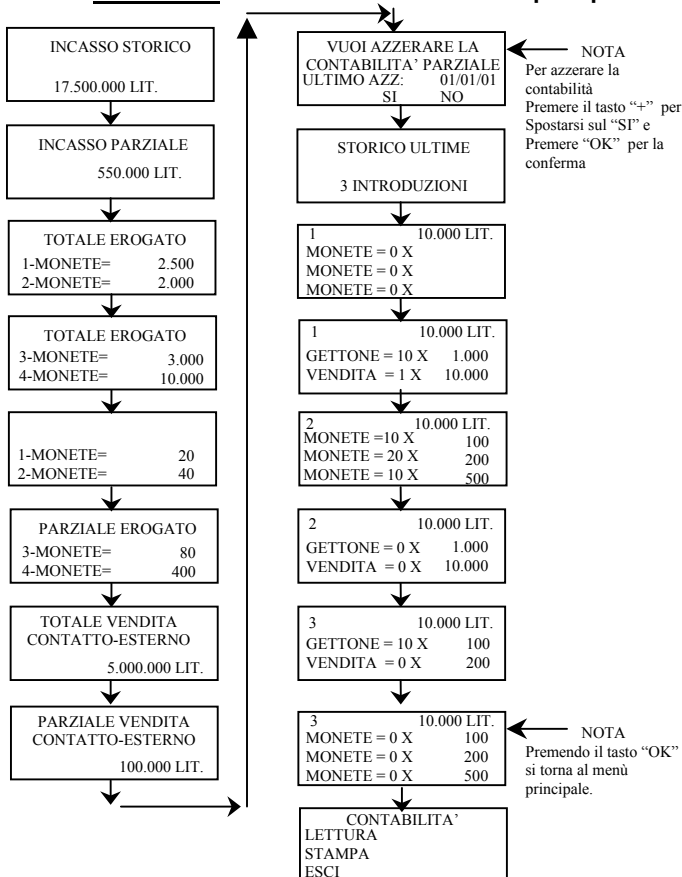 INCASSO STORICO
17.500.000 LIT.
INCASSO PARZIALE
550.000 LIT.
TOTALE EROGATO
1-MONETE= 2.500
2-MONETE= 2.000
TOTALE EROGATO
3-MONETE= 3.000
4-MONETE= 10.000
1-MONETE= 20
2-MONETE= 40
PARZIALE EROGATO
3-MONETE= 80
4-MONETE= 400
TOTALE VENDITA
CONTATTO-ESTERNO
5.000.000 LIT.
PARZIALE VENDITA
CONTATTO-ESTERNO
100.000 LIT.
VUOI AZZERARE LA
CONTABILITA' PARZIALE
ULTIMO AZZ: 01/01/01
SI NO
NOTA
Per azzerare la
contabilità
Premere il tasto “+” per
Spostarsi sul “SI” e
Premere “OK” per la
conferma
STORICO ULTIME
3 INTRODUZIONI
1 10.000 LIT.
MONETE = 0 X
MONETE = 0 X
MONETE = 0 X
1 10.000 LIT.
GETTONE = 10 X 1.000
VENDITA = 1 X 10.000
2 10.000 LIT.
MONETE =10 X 100
MONETE = 20 X 200
MONETE = 10 X 500
2 10.000 LIT.
GETTONE = 0 X 1.000
VENDITA = 0 X 10.000
3 10.000 LIT.
GETTONE = 10 X 100
VENDITA = 0 X 200
3 10.000 LIT.
MONETE = 0 X 100
MONETE = 0 X 200
MONETE = 0 X 500
NOTA
Premendo il tasto “OK”
si torna al menù
principale.
CONTABILITA’
LETTURA
STAMPA
ESCI